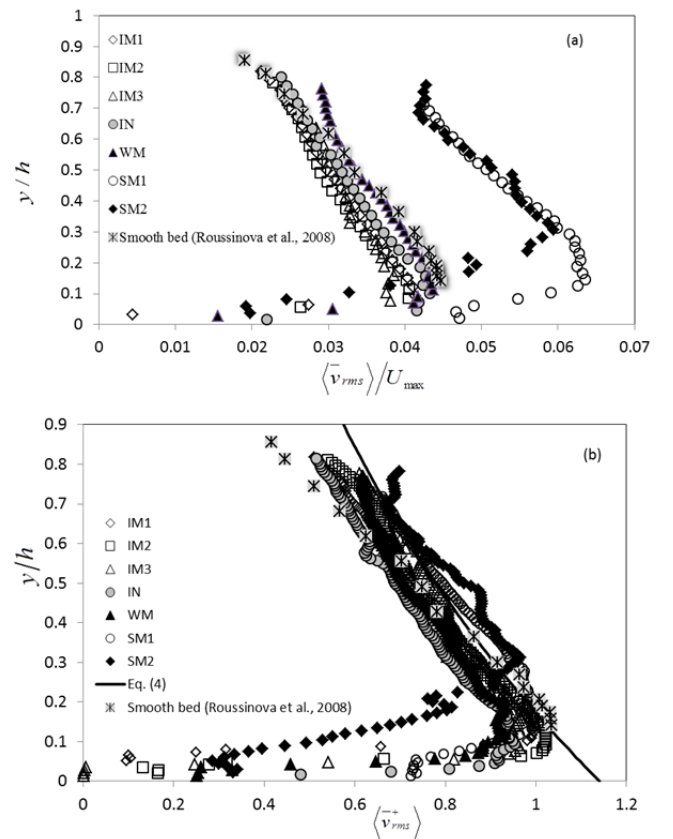 1
0.9
0.8
0.7
0.6
0.5
0.4
0.3
0.2
0.1
0
y / h
(a)
IM1
IM2
IM3
IN
WM
SM1
SM2
Smooth bed (Roussinova et al., 2008)
0 0.01 0.02 0.03 0.04 0.05 0.06 0.07
⟨v̅rms⟩/Umax
0.9
0.8
0.7
0.6
0.5
0.4
0.3
0.2
0.1
0
y/h
(b)
IM1
IM2
IM3
IN
WM
SM1
SM2
Eq. (4)
Smooth bed (Roussinova et al., 2008)
0 0.2 0.4 0.6 0.8 1 1.2
⟨v̅⁺rms⟩